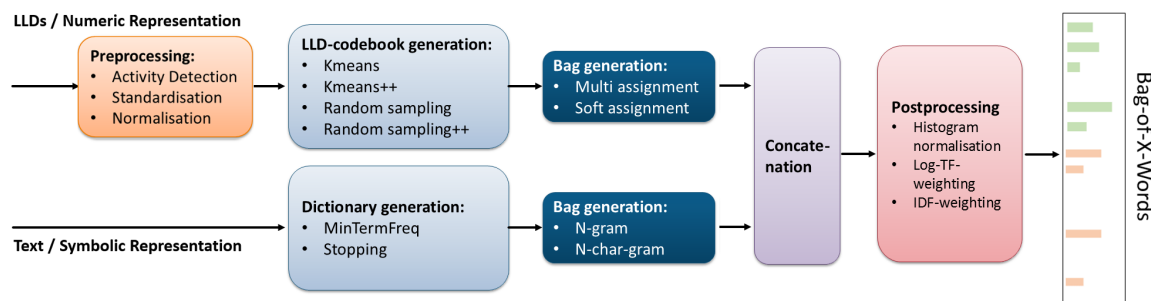 LLDs / Numeric Representation
Preprocessing:
• Activity Detection
• Standardisation
• Normalisation
LLD-codebook generation:
• Kmeans
• Kmeans++
• Random sampling
• Random sampling++
Bag generation:
• Multi assignment
• Soft assignment
Text / Symbolic Representation
Dictionary generation:
• MinTermFreq
• Stopping
Bag generation:
• N-gram
• N-char-gram
Concate-
nation
Postprocessing
• Histogram
normalisation
• Log-TF-
weighting
• IDF-weighting
Bag-of-X-Words